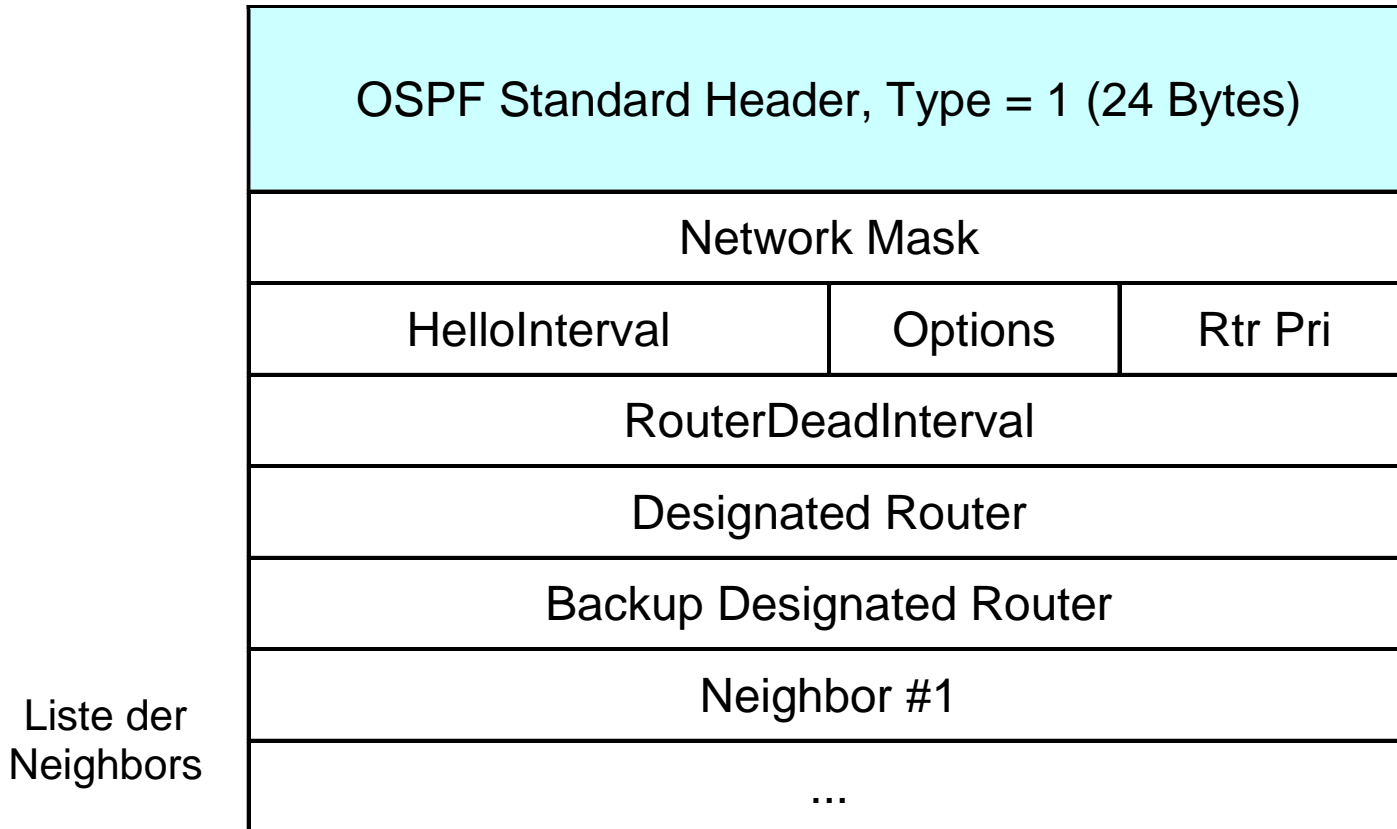 OSPF Standard Header, Type = 1 (24 Bytes)
Network Mask
HelloInterval
Options
Rtr Pri
RouterDeadInterval
Designated Router
Backup Designated Router
Neighbor #1
Liste der
Neighbors
...